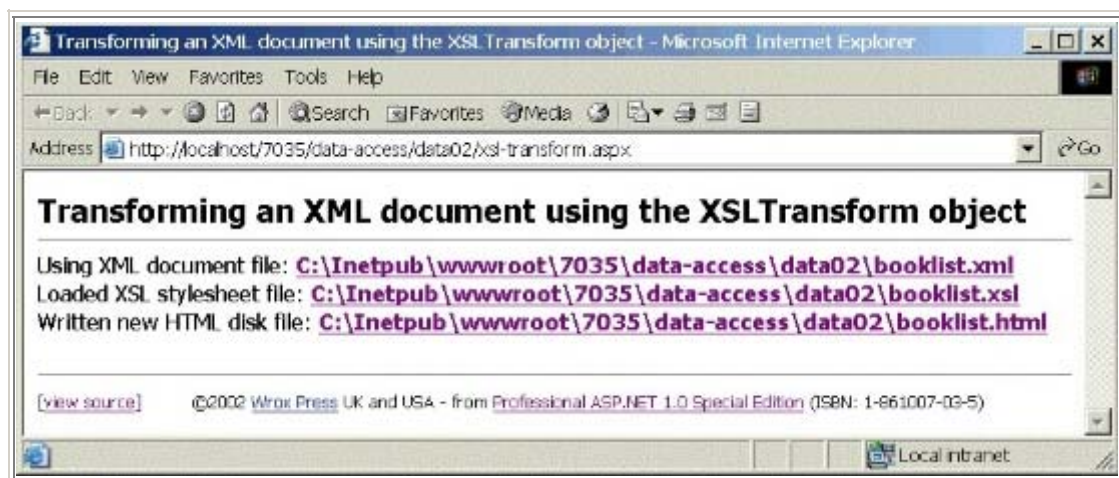 Transforming an XML document using the XSLTransform object - Microsoft Internet Explorer
File Edit View Favorites Tools Help
Back Search Favorites Media
Address http://localhost/7035/data-access/data02/xsl-transform.aspx Go
Transforming an XML document using the XSLTransform object
Using XML document file: C:\Inetpub\wwwroot\7035\data-access\data02\booklist.xml
Loaded XSL stylesheet file: C:\Inetpub\wwwroot\7035\data-access\data02\booklist.xsl
Written new HTML disk file: C:\Inetpub\wwwroot\7035\data-access\data02\booklist.html
[view source] ©2002 Wrox Press UK and USA - from Professional ASP.NET 1.0 Special Edition (ISBN: 1-861007-03-5)
Local intranet